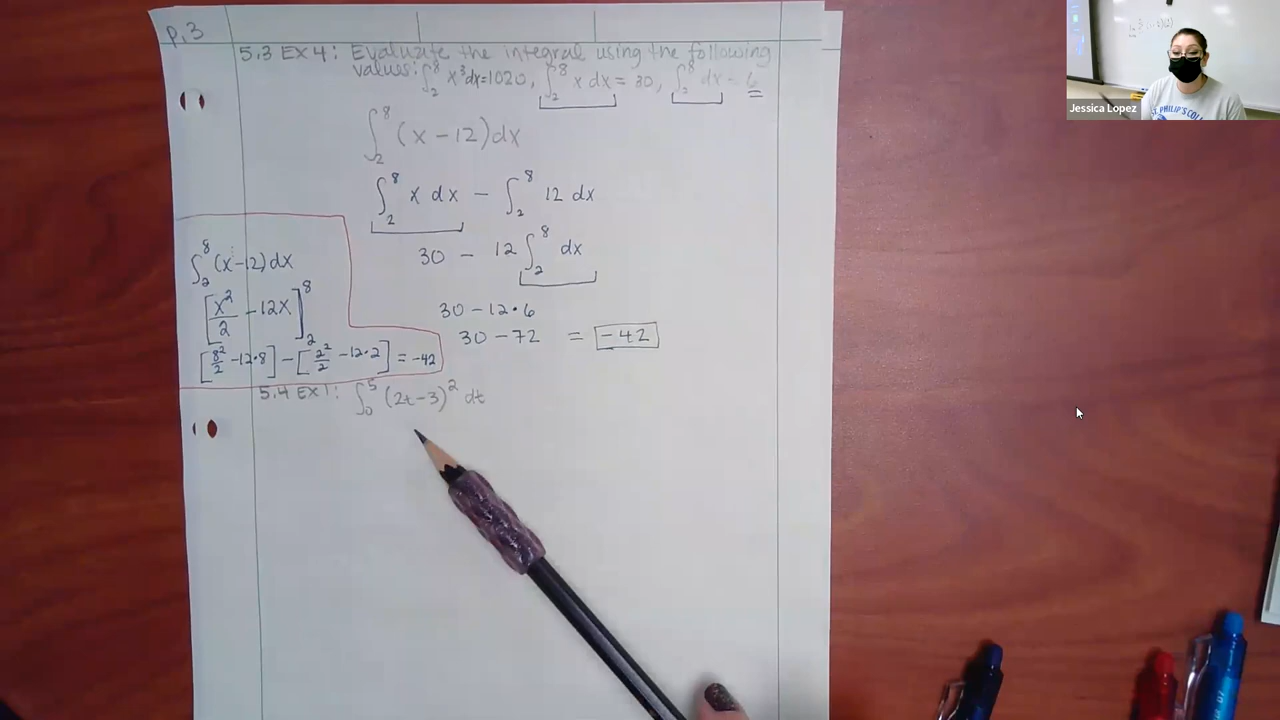 p.3
5.3 EX 4: Evaluate the integral using the following
values: ∫₂⁸ x³dx=1020, ∫₂⁸ x dx = 30, ∫₂⁸ dx = 6
∫₂⁸ (x-12)dx
∫₂⁸ x dx - ∫₂⁸ 12 dx
30 - 12 ∫₂⁸ dx
30-12·6
30-72 = -42
∫₂⁸ (x-12)dx
[x²/2 - 12x]₂⁸
[8²/2 -12·8] - [2²/2 -12·2] = -42
5.4 EX 1: ∫₀⁵ (2t-3)² dt
Jessica Lopez
ST. PHILIP'S